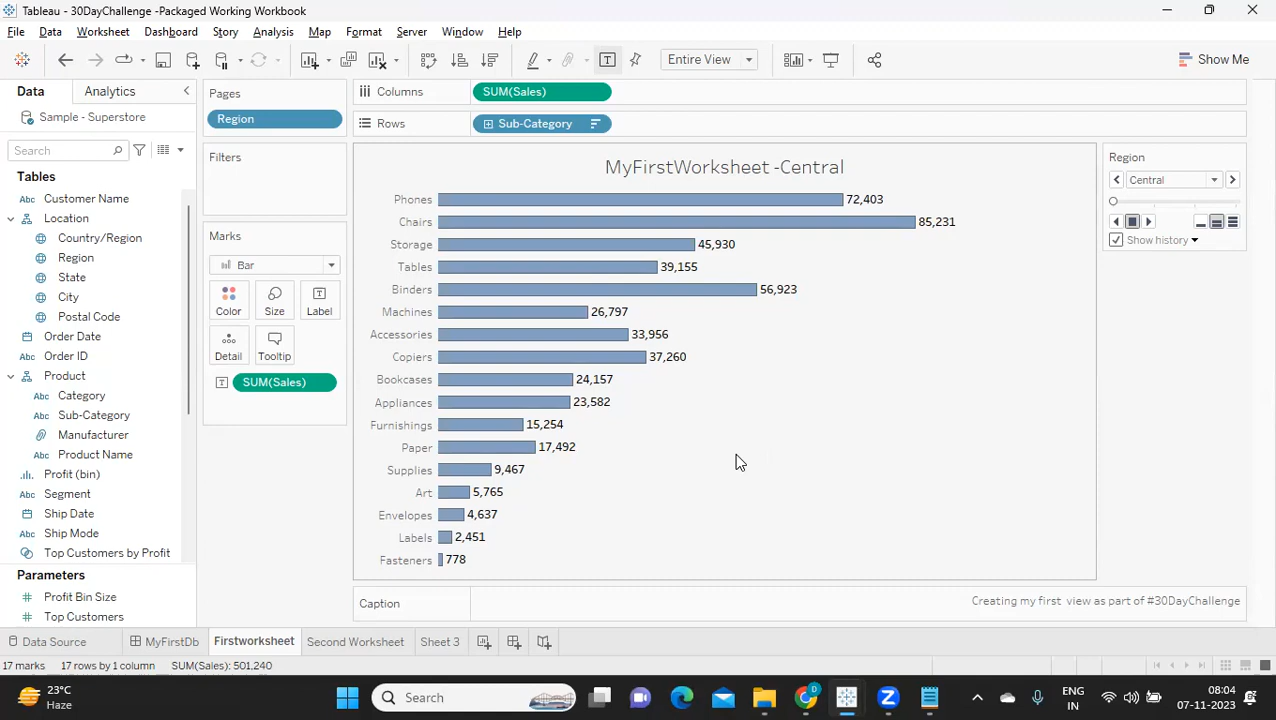 Tableau - 30DayChallenge -Packaged Working Workbook
File Data Worksheet Dashboard Story Analysis Map Format Server Window Help
Entire View
Show Me
Data Analytics
Sample - Superstore
Search
Tables
Abc Customer Name
Location
Country/Region
Region
State
City
Postal Code
Order Date
Abc Order ID
Product
Abc Category
Abc Sub-Category
Manufacturer
Abc Product Name
Profit (bin)
Abc Segment
Ship Date
Abc Ship Mode
Top Customers by Profit
Parameters
# Profit Bin Size
# Top Customers
Pages
Region
Filters
Marks
Bar
Color Size Label
Detail Tooltip
SUM(Sales)
Columns SUM(Sales)
Rows Sub-Category
MyFirstWorksheet -Central
Phones 72,403
Chairs 85,231
Storage 45,930
Tables 39,155
Binders 56,923
Machines 26,797
Accessories 33,956
Copiers 37,260
Bookcases 24,157
Appliances 23,582
Furnishings 15,254
Paper 17,492
Supplies 9,467
Art 5,765
Envelopes 4,637
Labels 2,451
Fasteners 778
Region
Central
Show history
Caption
Creating my first view as part of #30DayChallenge
Data Source MyFirstDb Firstworksheet Second Worksheet Sheet 3
17 marks 17 rows by 1 column SUM(Sales): 501,240
23°C
Haze
Search
ENG
IN
08:04
07-11-2023